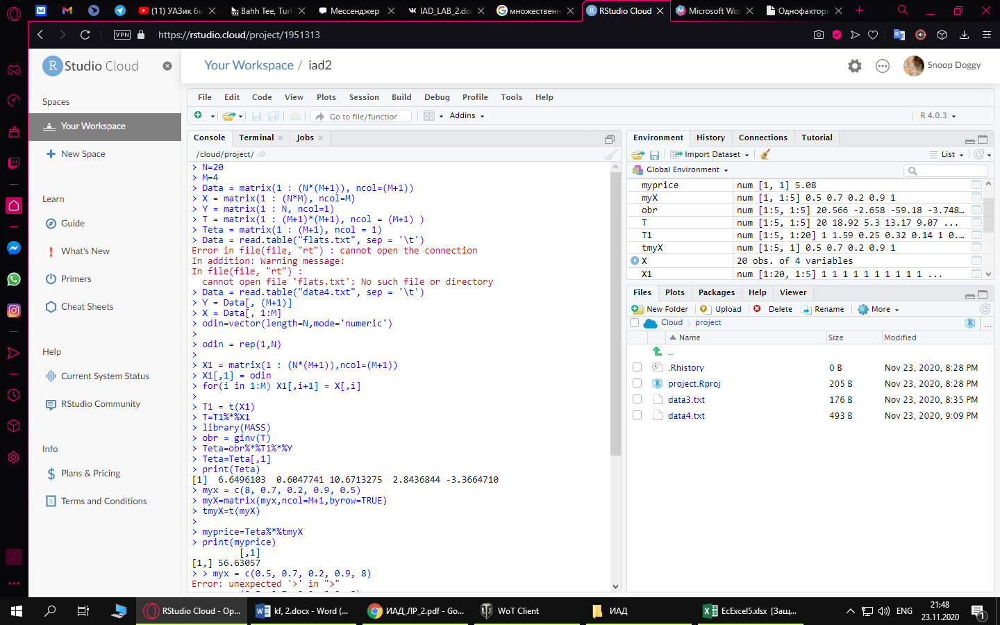 (11) УАЗик бы
Bahh Tee, Turk
Мессенджер
IAD_LAB_2.do
множественн
RStudio Cloud
Microsoft Wor
Однофактор
VPN
https://rstudio.cloud/project/1951313
R Studio Cloud
Your Workspace / iad2
Snoop Doggy
Spaces
Your Workspace
New Space
Learn
Guide
What's New
Primers
Cheat Sheets
Help
Current System Status
RStudio Community
Info
Plans & Pricing
Terms and Conditions
File Edit Code View Plots Session Build Debug Profile Tools Help
Go to file/function
Addins
R 4.0.3
Console Terminal Jobs
/cloud/project/
> N=20
> M=4
> Data = matrix(1 : (N*(M+1)), ncol=(M+1))
> X = matrix(1 : (N*M), ncol=M)
> Y = matrix(1 : N, ncol=1)
> T = matrix(1 : (M+1)*(M+1), ncol = (M+1) )
> Teta = matrix(1 : (M+1), ncol = 1)
> Data = read.table("flats.txt", sep = '\t')
Error in file(file, "rt") : cannot open the connection
In addition: Warning message:
In file(file, "rt") :
cannot open file 'flats.txt': No such file or directory
> Data = read.table("data4.txt", sep = '\t')
> Y = Data[, (M+1)]
> X = Data[, 1:M]
> odin=vector(length=N,mode='numeric')
>
> odin = rep(1,N)
>
> X1 = matrix(1 : (N*(M+1)),ncol=(M+1))
> X1[,1] = odin
> for(i in 1:M) X1[,i+1] = X[,i]
>
> T1 = t(X1)
> T=T1%*%X1
> library(MASS)
> obr = ginv(T)
> Teta=obr%*%T1%*%Y
> Teta=Teta[,1]
> print(Teta)
[1] 6.6496103 0.6047741 10.6713275 2.8436844 -3.3664710
> myx = c(8, 0.7, 0.2, 0.9, 0.5)
> myX=matrix(myx,ncol=M+1,byrow=TRUE)
> tmyX=t(myX)
>
> myprice=Teta%*%tmyX
> print(myprice)
[,1]
[1,] 56.63057
> > myx = c(0.5, 0.7, 0.2, 0.9, 8)
Error: unexpected '>' in ">"
Environment History Connections Tutorial
Import Dataset
List
Global Environment
myprice num [1, 1] 5.08
myX num [1, 1:5] 0.5 0.7 0.2 0.9 1
obr num [1:5, 1:5] 20.566 -2.658 -59.18 -3.748…
T num [1:5, 1:5] 20 18.92 5.3 13.17 9.07 ...
T1 num [1:5, 1:20] 1 1.59 0.25 0.32 0.14 1 0.…
tmyX num [1:5, 1] 0.5 0.7 0.2 0.9 1
X 20 obs. of 4 variables
X1 num [1:20, 1:5] 1 1 1 1 1 1 1 1 1 1 ...
Files Plots Packages Help Viewer
New Folder Upload Delete Rename More
Cloud project
...
Name Size Modified
..
.Rhistory 0 B Nov 23, 2020, 8:28 PM
project.Rproj 205 B Nov 23, 2020, 8:28 PM
data3.txt 176 B Nov 23, 2020, 8:35 PM
data4.txt 493 B Nov 23, 2020, 9:09 PM
RStudio Cloud - Op...
kf, 2.docx - Word (...
ИАД_ЛР_2.pdf - Go...
WoT Client
ИАД
EcExcel5.xlsx [Защ...
ENG
21:48
23.11.2020
1